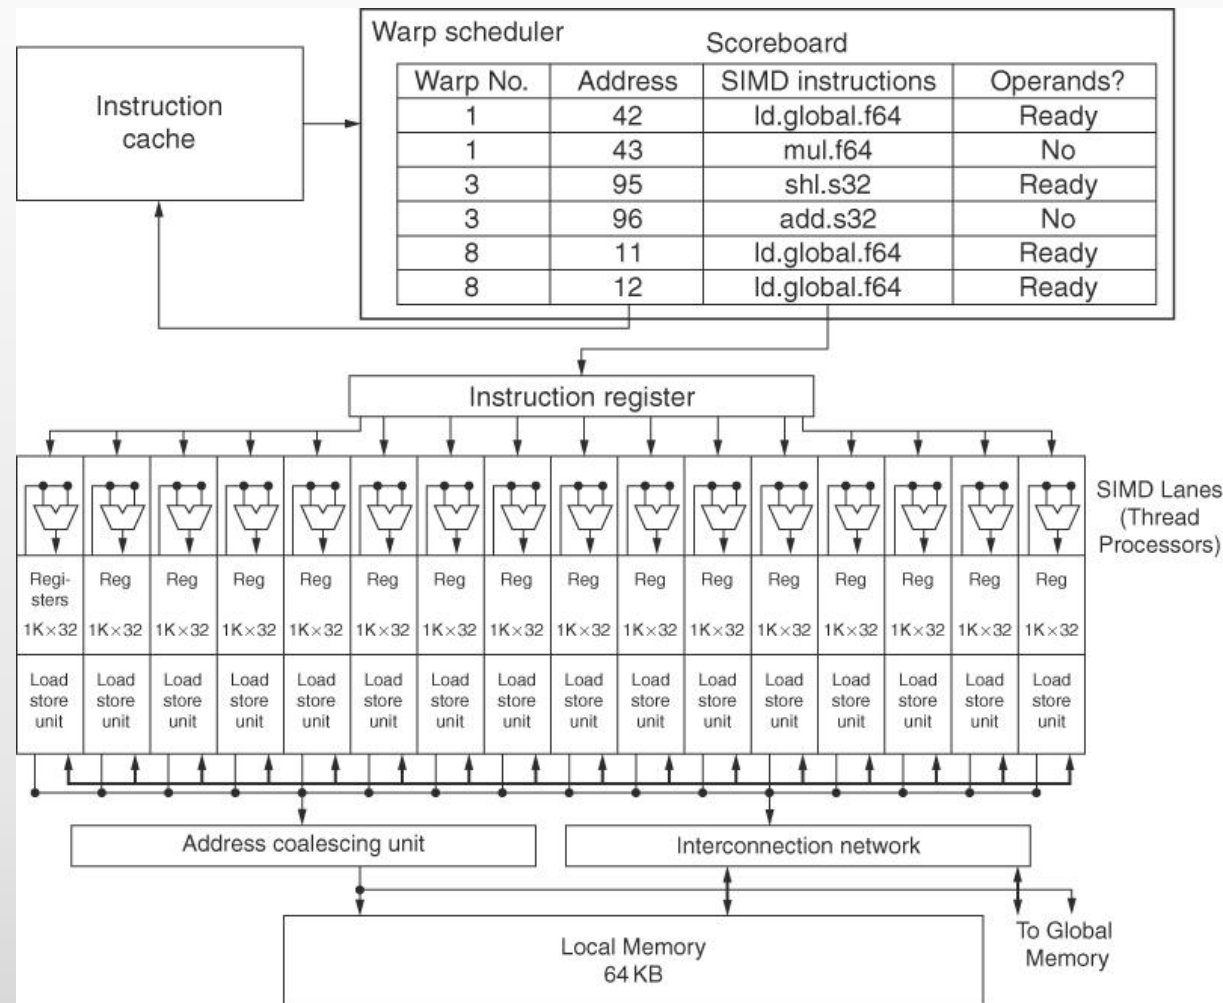 Warp scheduler
Scoreboard
Instruction
cache
Warp No. Address SIMD instructions Operands?
1 42 ld.global.f64 Ready
1 43 mul.f64 No
3 95 shl.s32 Ready
3 96 add.s32 No
8 11 ld.global.f64 Ready
8 12 ld.global.f64 Ready
Instruction register
SIMD Lanes
(Thread
Processors)
Regi- Reg Reg Reg Reg Reg Reg Reg Reg Reg Reg Reg Reg Reg Reg Reg
sters
1K×32 1K×32 1K×32 1K×32 1K×32 1K×32 1K×32 1K×32 1K×32 1K×32 1K×32 1K×32 1K×32 1K×32 1K×32 1K×32
Load Load Load Load Load Load Load Load Load Load Load Load Load Load Load Load
store store store store store store store store store store store store store store store store
unit unit unit unit unit unit unit unit unit unit unit unit unit unit unit unit
Address coalescing unit
Interconnection network
Local Memory
64 KB
To Global
Memory